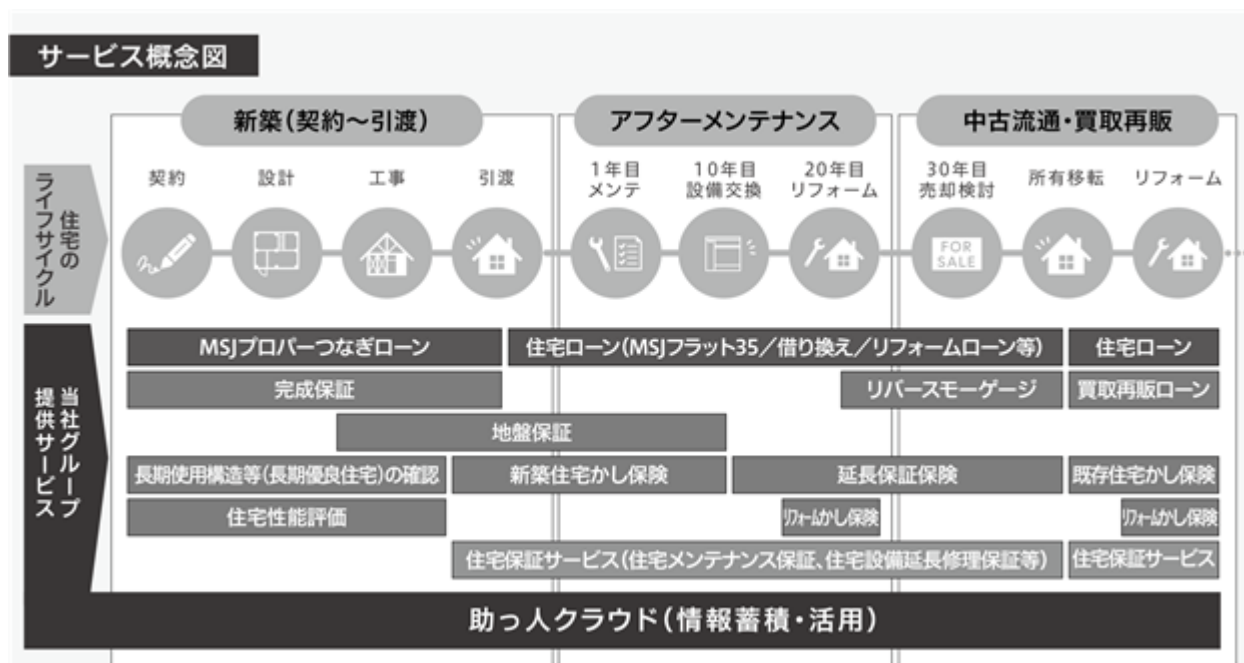 サービス概念図
新築(契約～引渡)
アフターメンテナンス
中古流通・買取再販
住宅の
ライフサイクル
契約
設計
工事
引渡
1年目
メンテ
10年目
設備交換
20年目
リフォーム
30年目
売却検討
所有移転
リフォーム
FOR
SALE
当社グループ
提供サービス
MSJプロパーつなぎローン
住宅ローン(MSJフラット35／借り換え／リフォームローン等)
住宅ローン
完成保証
リバースモーゲージ
買取再販ローン
地盤保証
長期使用構造等(長期優良住宅)の確認
新築住宅かし保険
延長保証保険
既存住宅かし保険
住宅性能評価
リフォームかし保険
リフォームかし保険
住宅保証サービス(住宅メンテナンス保証、住宅設備延長修理保証等)
住宅保証サービス
助っ人クラウド(情報蓄積・活用)